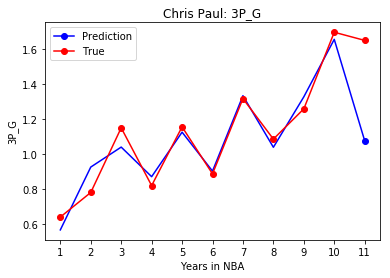 Chris Paul: 3P_G
Prediction
True
3P_G
1.6
1.4
1.2
1.0
0.8
0.6
1 2 3 4 5 6 7 8 9 10 11
Years in NBA